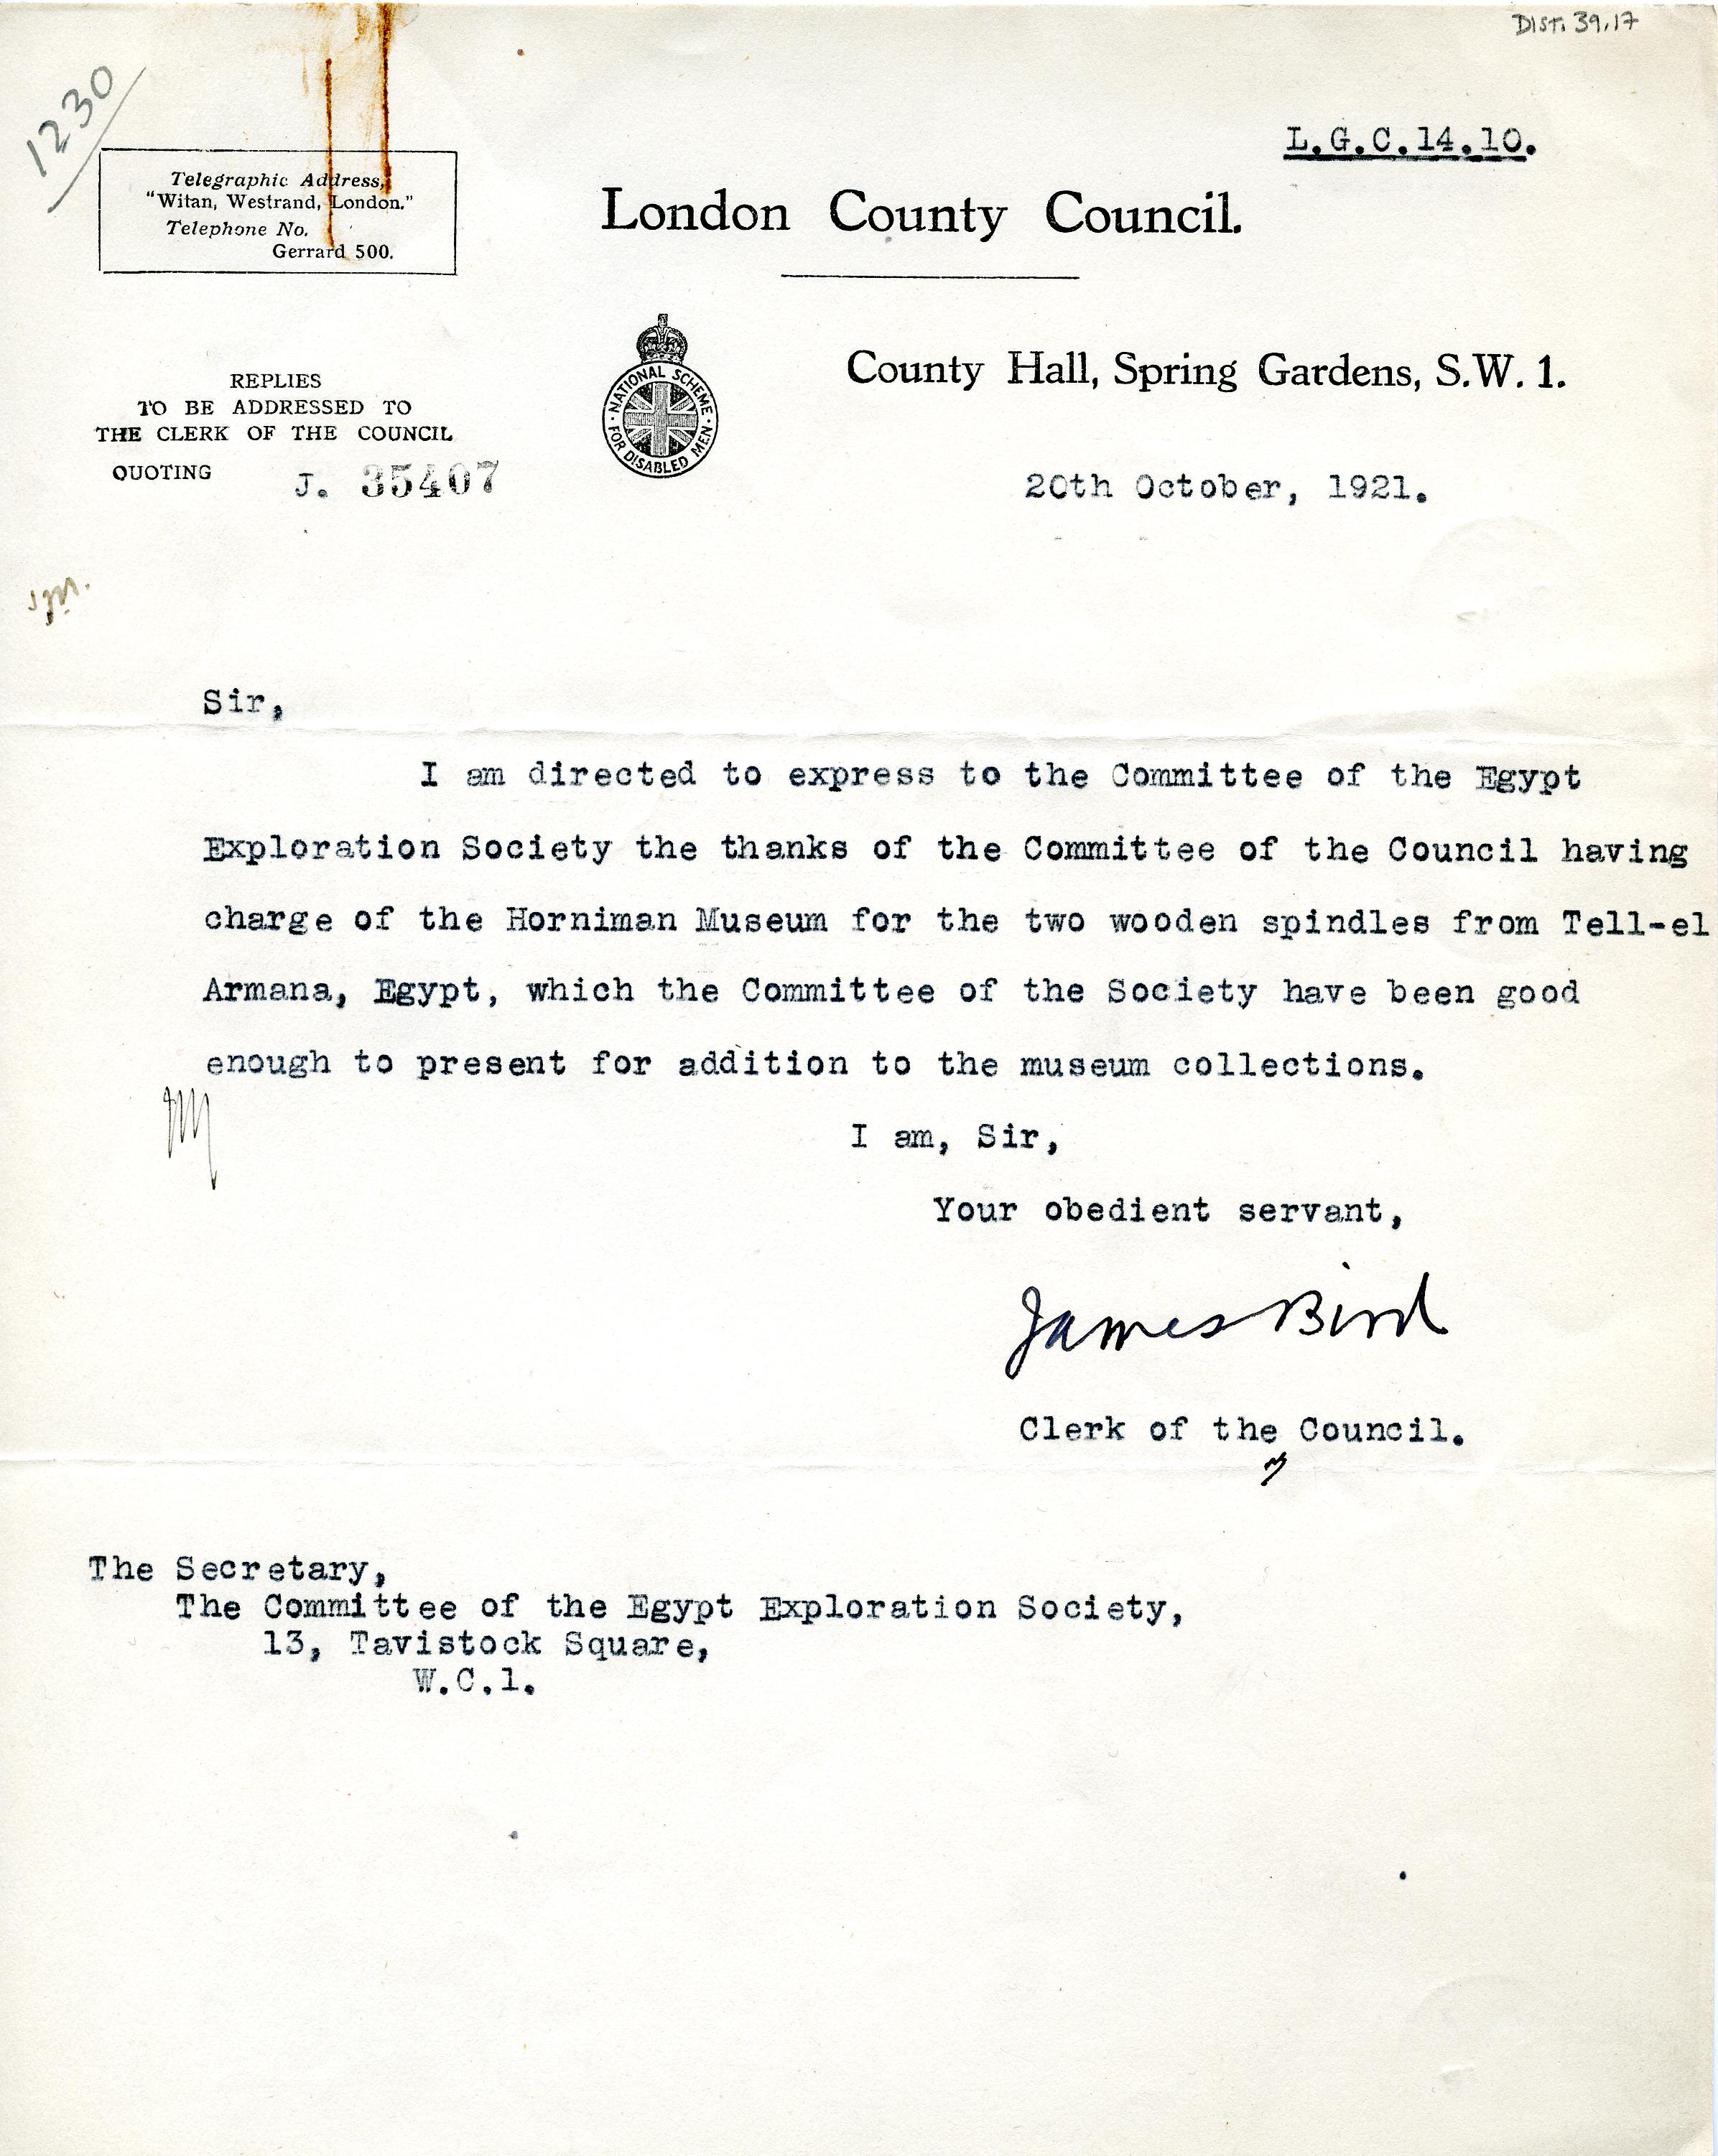 DIST. 39.17
1230
L.G.C.14.10.
Telegraphic Address,
"Witan, Westrand, London."
Telephone No.
Gerrard 500.
London County Council.
NATIONAL SCHEME FOR DISABLED MEN
County Hall, Spring Gardens, S.W. 1.
REPLIES
TO BE ADDRESSED TO
THE CLERK OF THE COUNCIL
QUOTING J. 35407
20th October, 1921.
Sir,
I am directed to express to the Committee of the Egypt
Exploration Society the thanks of the Committee of the Council having
charge of the Horniman Museum for the two wooden spindles from Tell-el
Armana, Egypt, which the Committee of the Society have been good
enough to present for addition to the museum collections.
I am, Sir,
Your obedient servant,
James Bird
Clerk of the Council.
The Secretary,
The Committee of the Egypt Exploration Society,
13, Tavistock Square,
W.C.1.